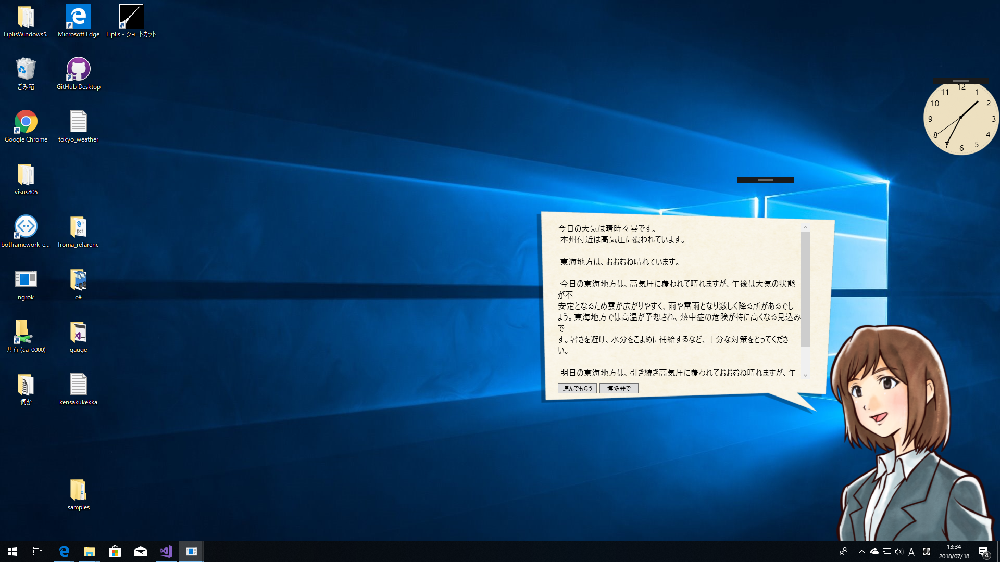 LiplisWindows5.
Microsoft Edge
Liplis - ショートカット
ごみ箱
GitHub Desktop
Google Chrome
tokyo_weather
visus805
botframework-e...
froma_refarenc
ngrok
c#
共有 (ca-0000)
gauge
伺か
kensakukekka
samples
pdf
12
1
2
3
4
5
6
7
8
9
10
11
今日の天気は晴時々曇です。
本州付近は高気圧に覆われています。
東海地方は、おおむね晴れています。
今日の東海地方は、高気圧に覆われて晴れますが、午後は大気の状態
が不
安定となるため雲が広がりやすく、雨や雷雨となり激しく降る所があるでし
ょう。東海地方では高温が予想され、熱中症の危険が特に高くなる見込み
で
す。暑さを避け、水分をこまめに補給するなど、十分な対策をとってくださ
い。
明日の東海地方は、引き続き高気圧に覆われておおむね晴れますが、午
読んでもらう
博多弁で
A
J
13:34
2018/07/18
4